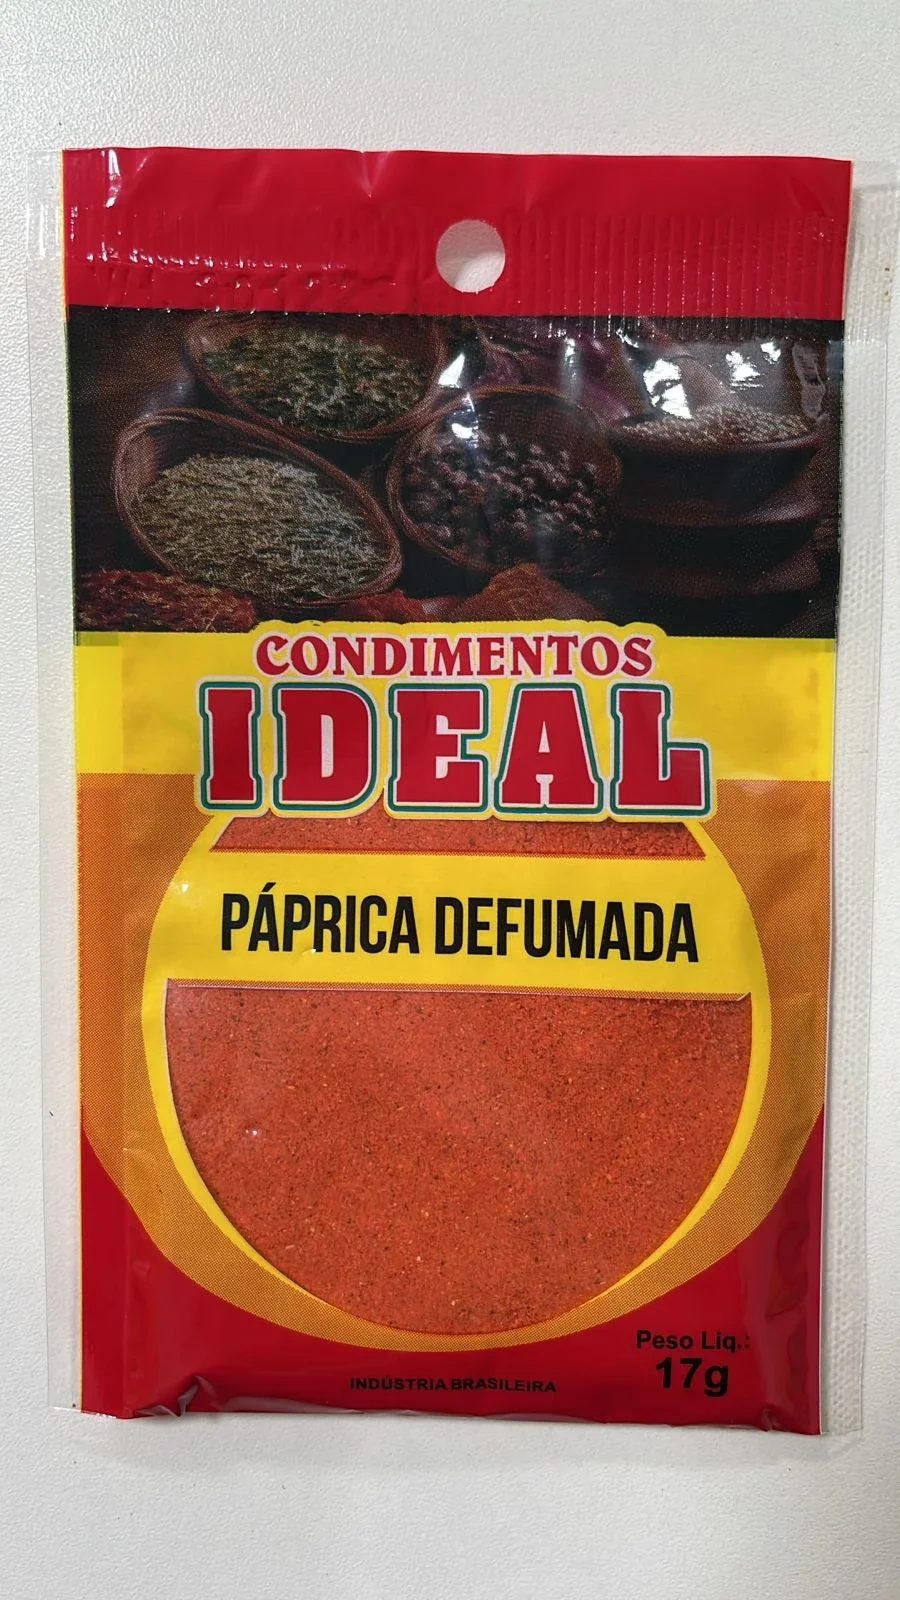 CONDIMENTOS
IDEAL
PÁPRICA DEFUMADA
Peso Liq.:
17g
INDÚSTRIA BRASILEIRA